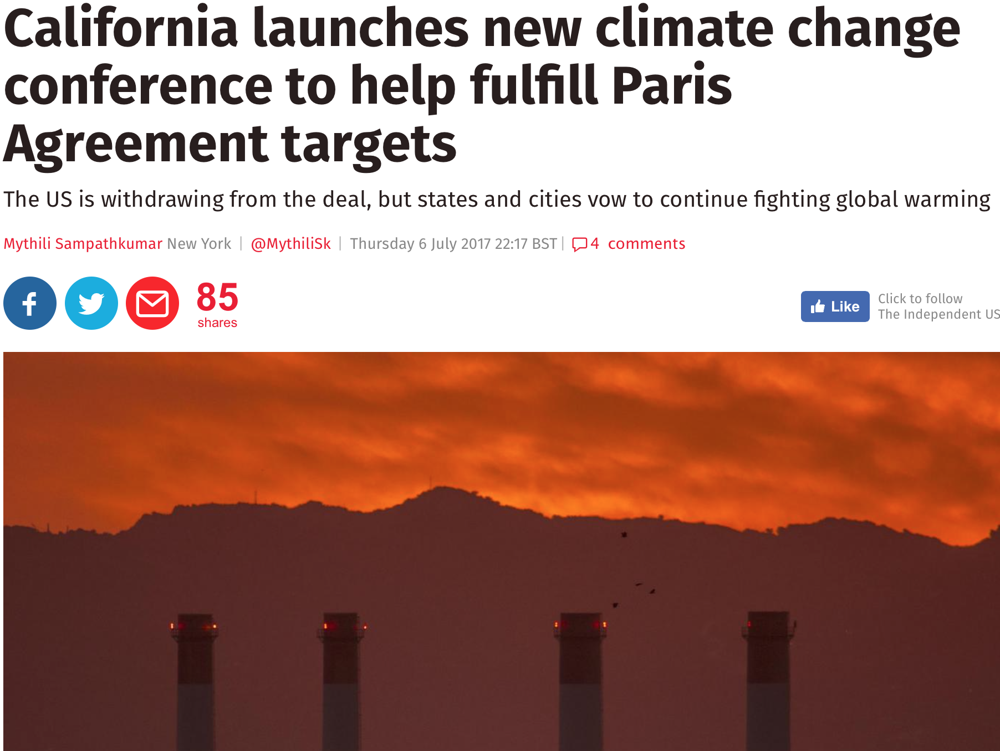 California launches new climate change
conference to help fulfill Paris
Agreement targets
The US is withdrawing from the deal, but states and cities vow to continue fighting global warming
Mythili Sampathkumar New York | @MythiliSk | Thursday 6 July 2017 22:17 BST | 4 comments
f
85
shares
Like
Click to follow
The Independent US